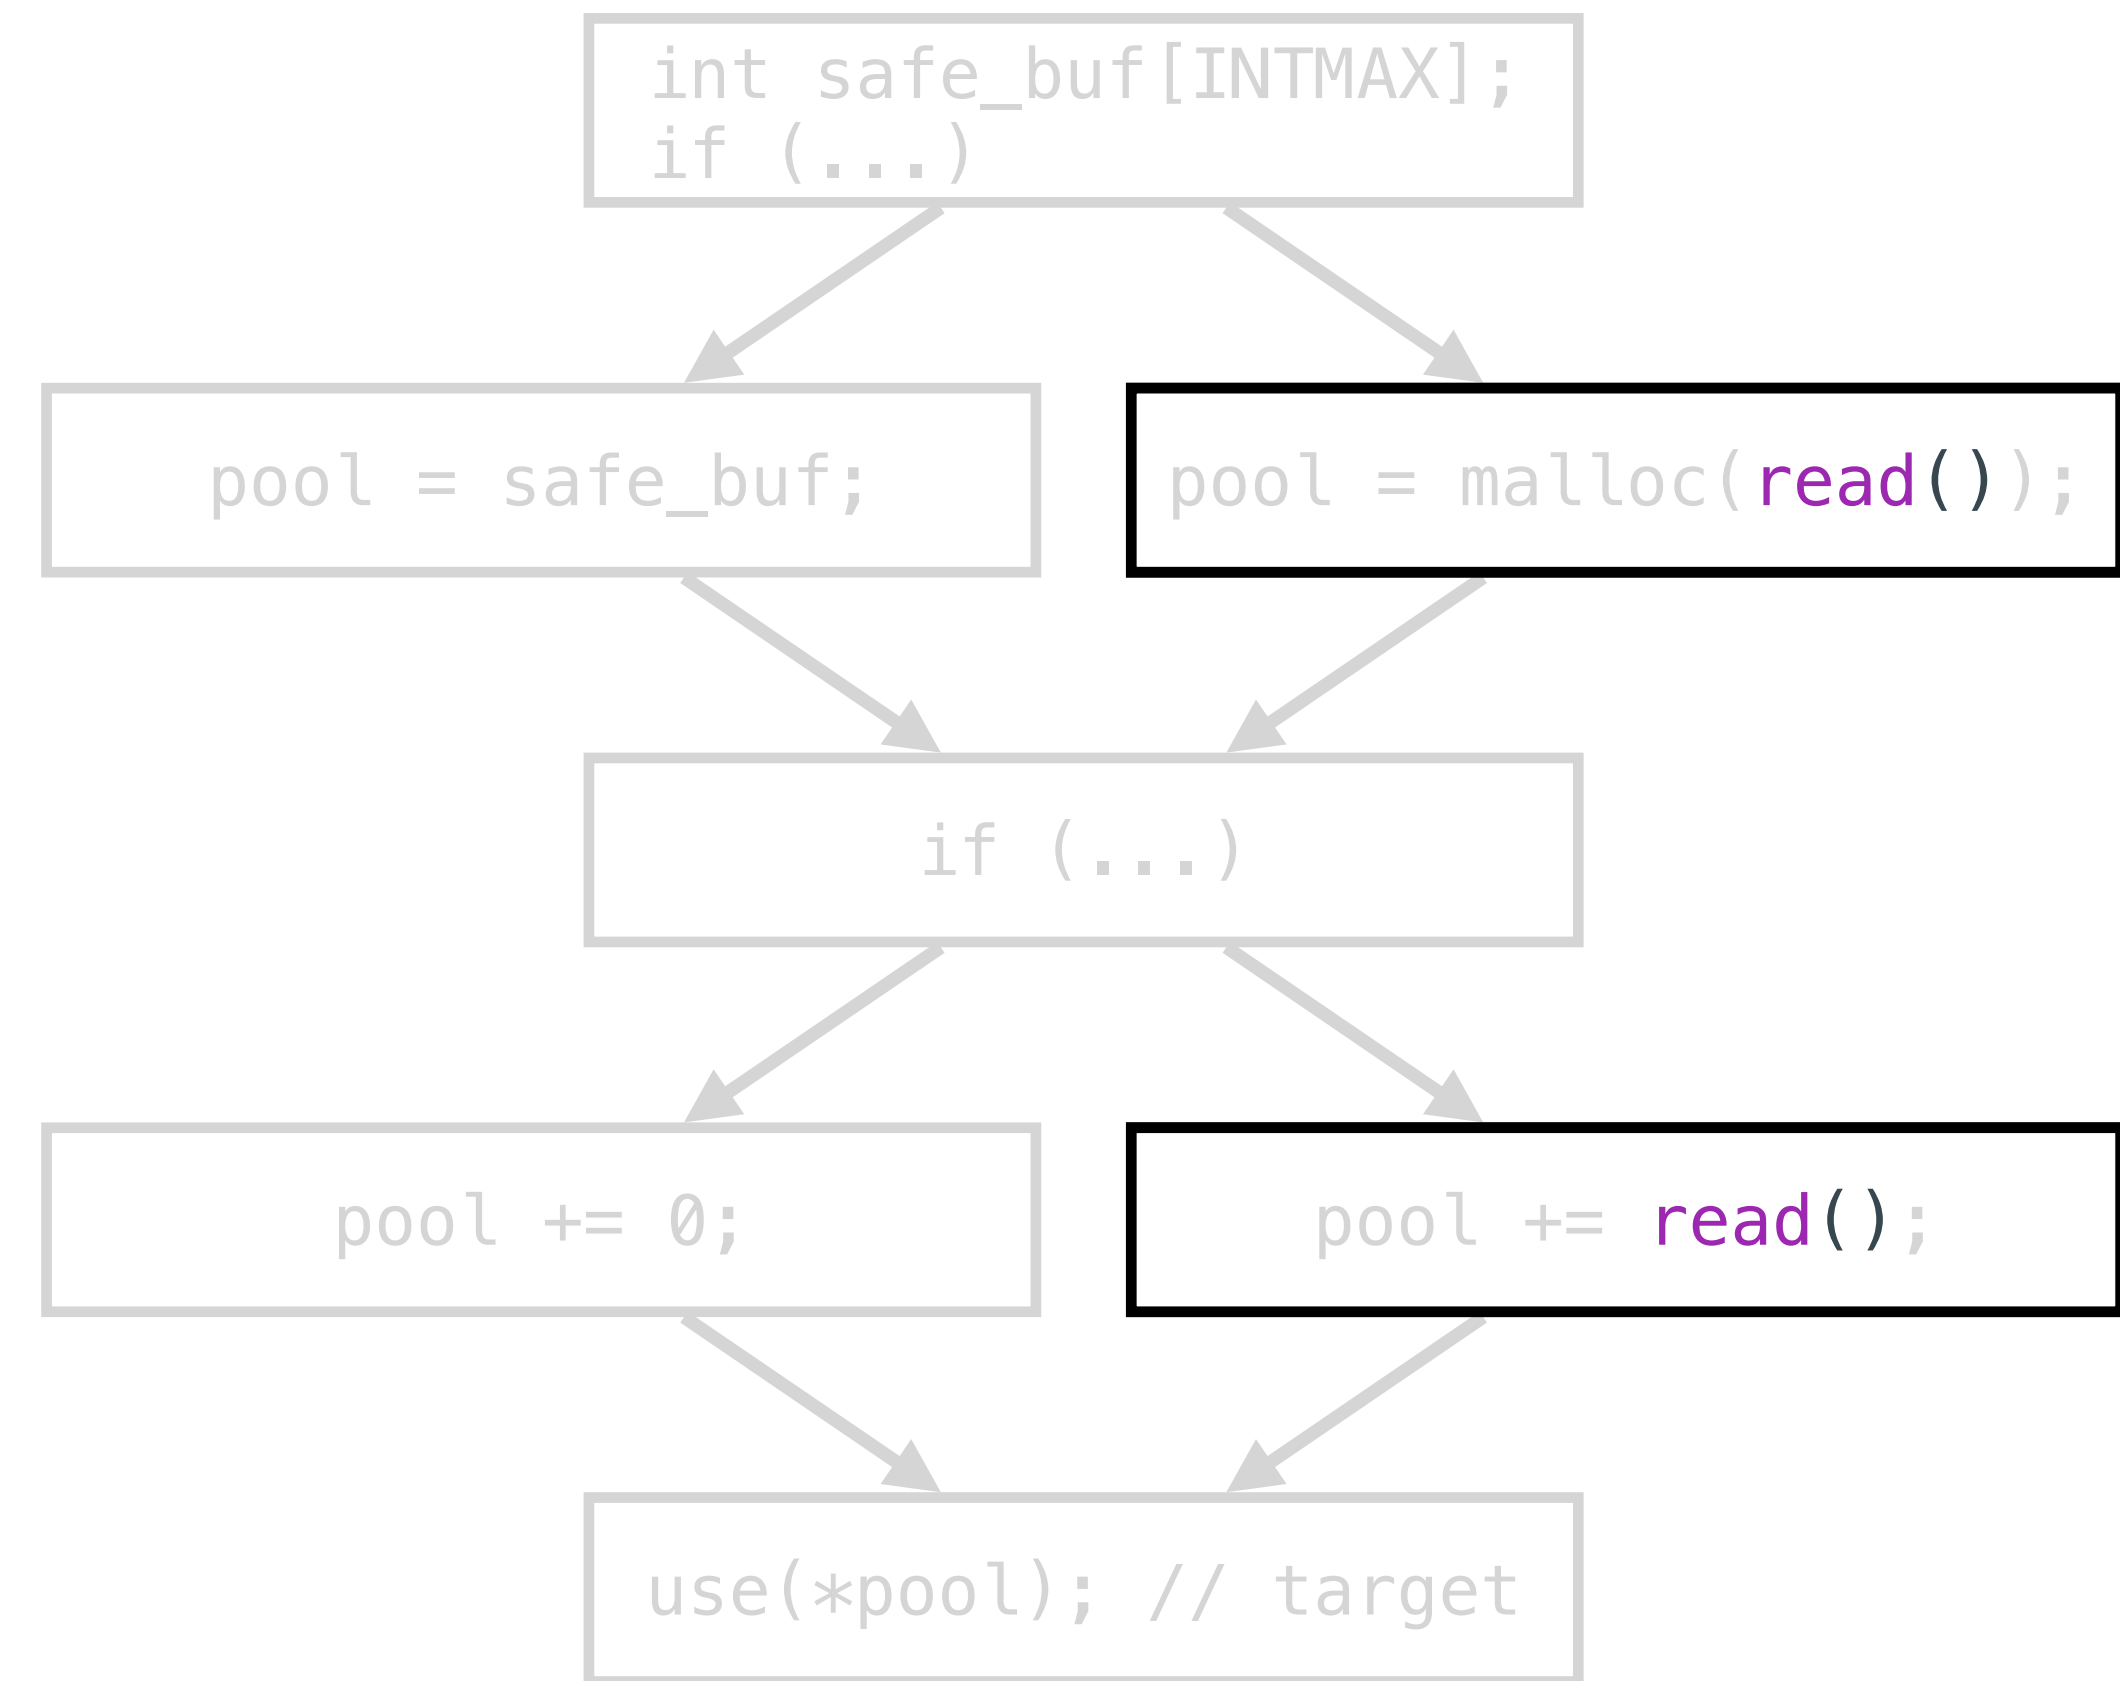 int safe_buf[INTMAX];
if (...)
pool = safe_buf;
pool = malloc(read());
if (...)
pool += 0;
pool += read();
use(*pool); // target